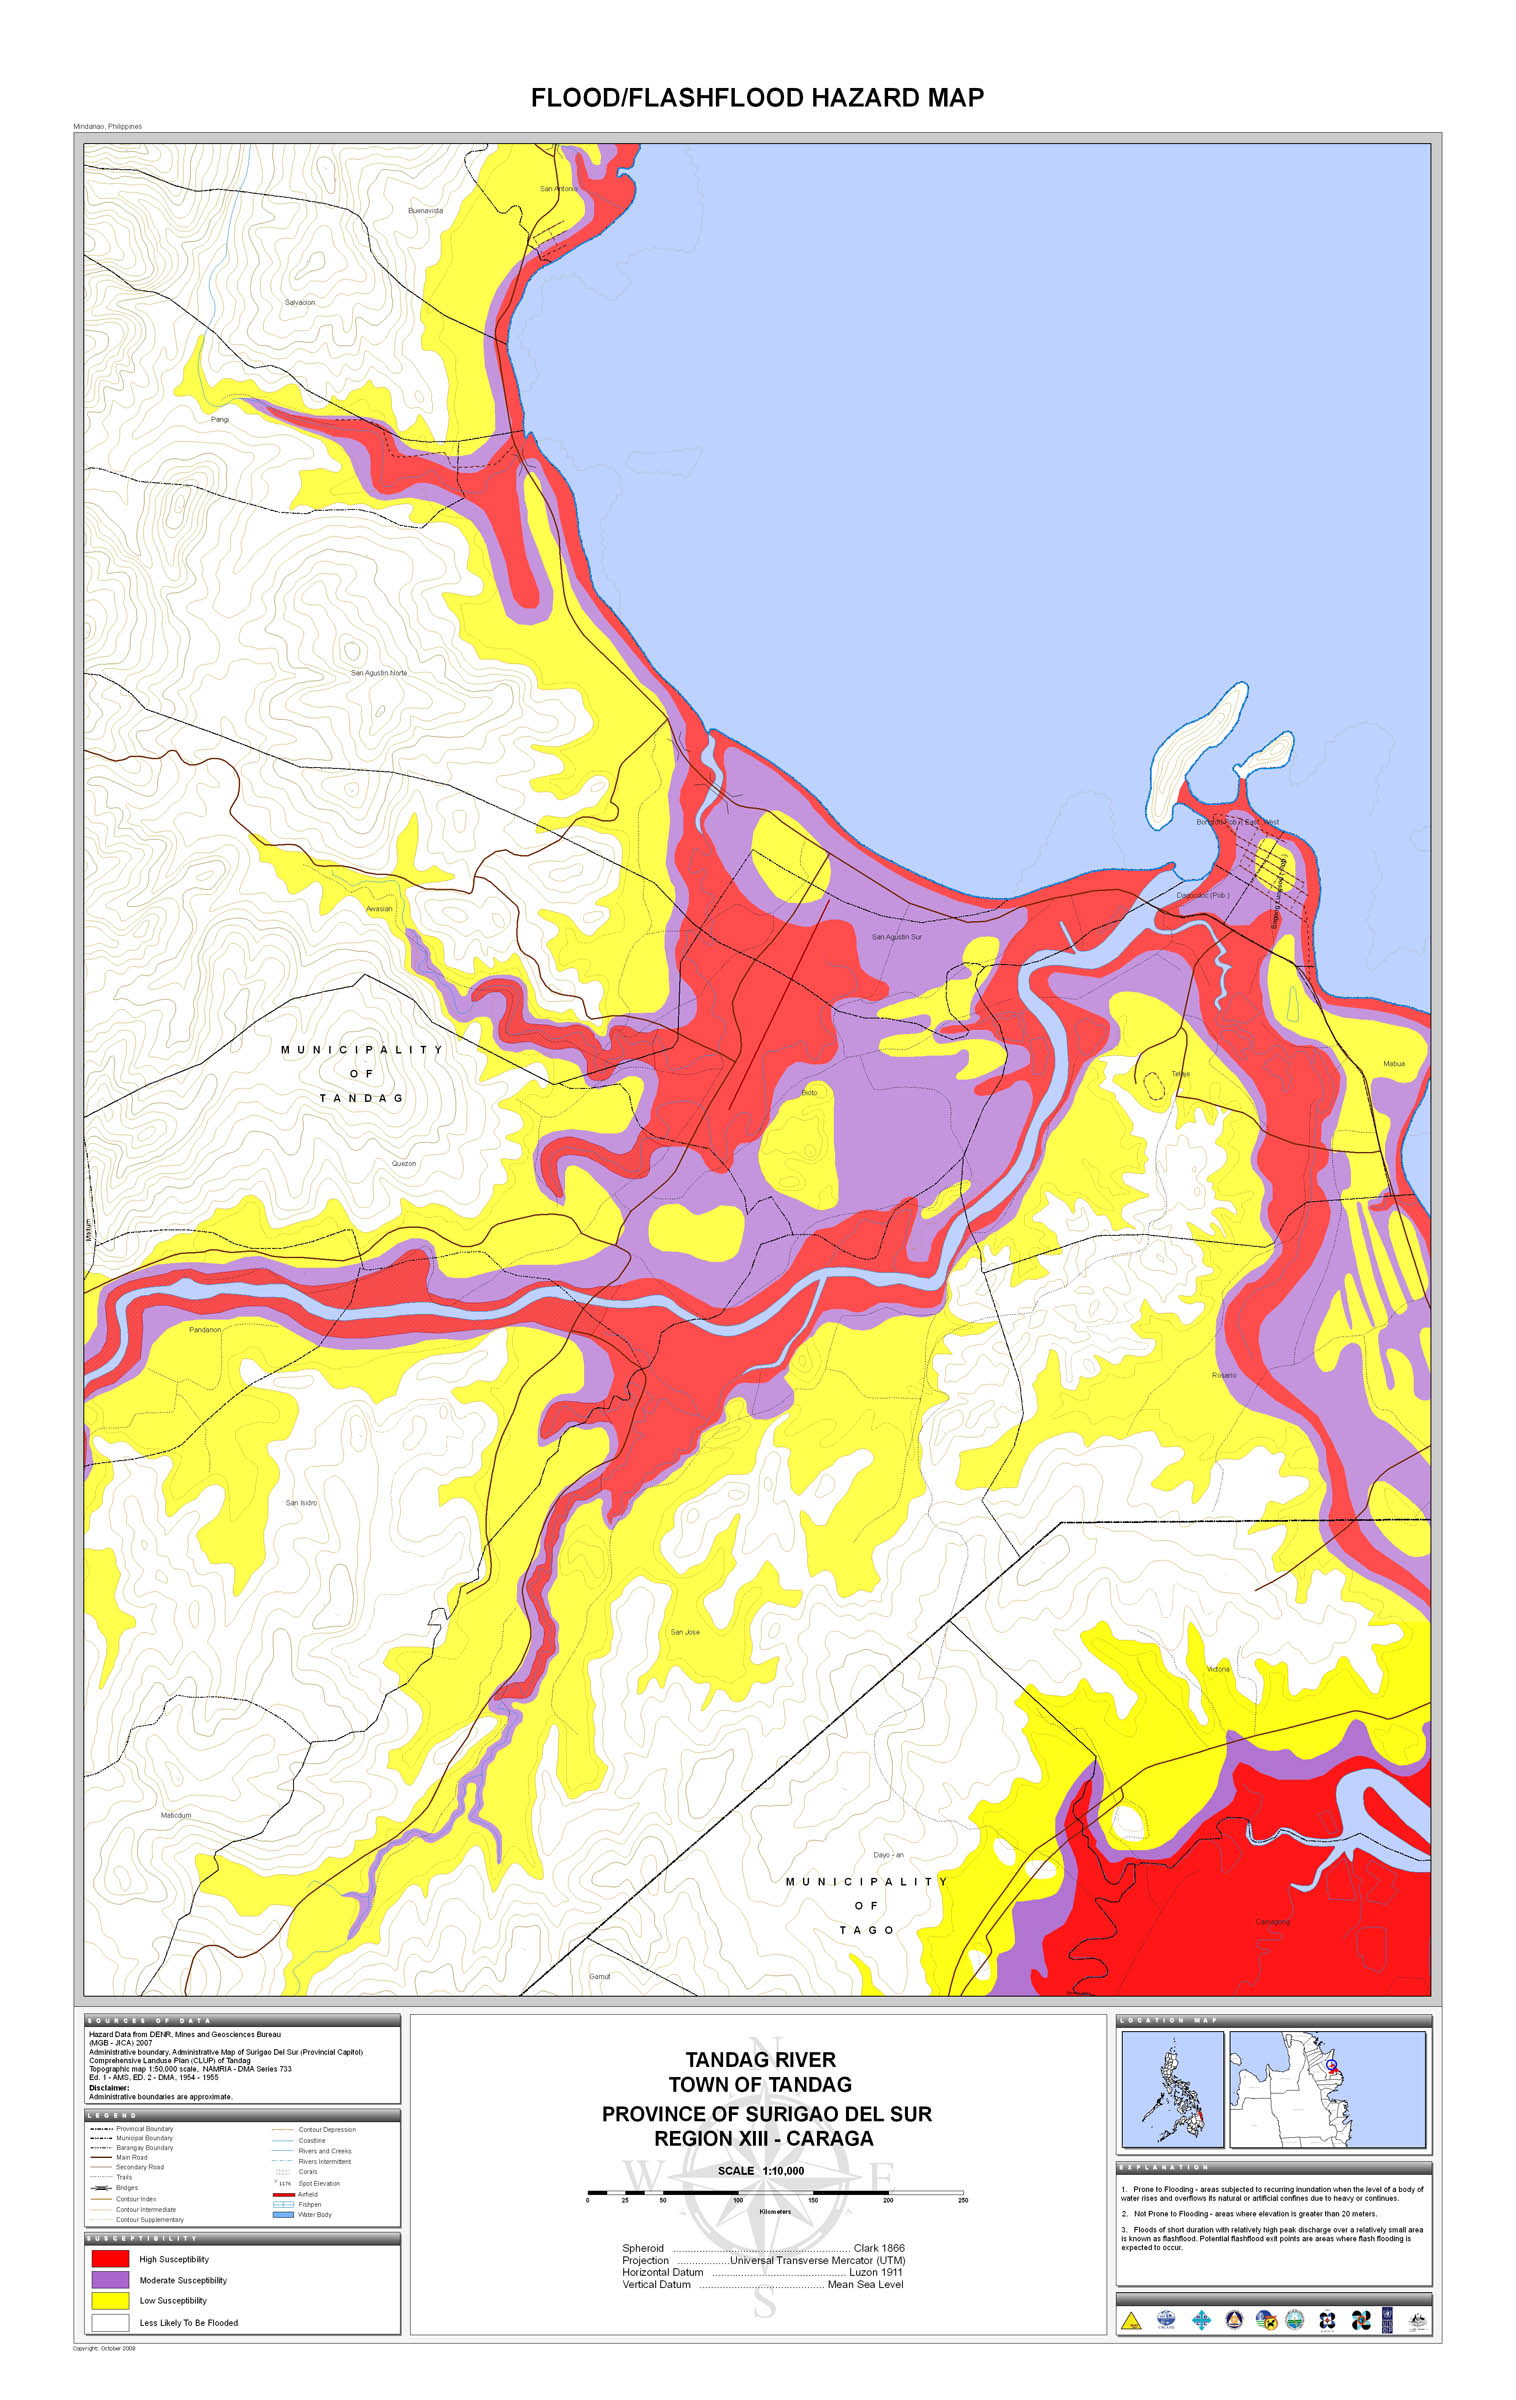 FLOOD/FLASHFLOOD HAZARD MAP
Mindanao, Philippines
San Antonio
Buenavista
Salvacion
Pangi
San Agustin Norte
Awasian
Dagocdoc (Pob.)
San Agustin Sur
MUNICIPALITY
OF
TANDAG
Mabua
Telaje
Bioto
Quezon
Maitum
Pandanon
Rosario
San Isidro
San Jose
Victoria
Maticdum
Dayo - an
MUNICIPALITY
OF
TAGO
Camagong
Gamut
SOURCES OF DATA
Hazard Data from DENR, Mines and Geosciences Bureau
(MGB - JICA) 2007
Administrative boundary, Administrative Map of Surigao Del Sur (Provincial Capitol)
Comprehensive Landuse Plan (CLUP) of Tandag
Topographic map 1:50,000 scale, NAMRIA - DMA Series 733
Ed. 1 - AMS, ED. 2 - DMA, 1954 - 1955
Disclaimer:
Administrative boundaries are approximate.
LEGEND
Provincial Boundary
Municipal Boundary
Barangay Boundary
Main Road
Secondary Road
Trails
Bridges
Contour Index
Contour Intermediate
Contour Supplementary
Contour Depression
Coastline
Rivers and Creeks
Rivers Intermittent
Corals
1176 Spot Elevation
Airfield
Fishpen
Water Body
SUSCEPTIBILITY
High Susceptibility
Moderate Susceptibility
Low Susceptibility
Less Likely To Be Flooded
Copyright: October 2008
N
W
E
S
TANDAG RIVER
TOWN OF TANDAG
PROVINCE OF SURIGAO DEL SUR
REGION XIII - CARAGA
SCALE 1:10,000
0 25 50 100 150 200 250
Kilometers
Spheroid ........................................................ Clark 1866
Projection .................Universal Transverse Mercator (UTM)
Horizontal Datum .......................................... Luzon 1911
Vertical Datum ....................................... Mean Sea Level
LOCATION MAP
EXPLANATION
1. Prone to Flooding - areas subjected to recurring inundation when the level of a body of
water rises and overflows its natural or artificial confines due to heavy or continues.
2. Not Prone to Flooding - areas where elevation is greater than 20 meters.
3. Floods of short duration with relatively high peak discharge over a relatively small area
is known as flashflood. Potential flashflood exit points are areas where flash flooding is
expected to occur.